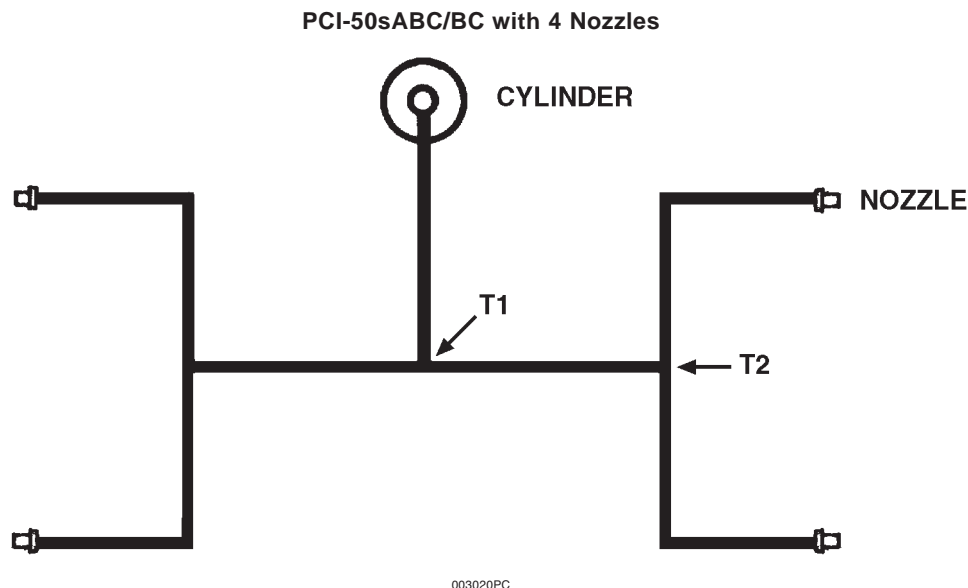 PCI-50sABC/BC with 4 Nozzles
CYLINDER
NOZZLE
T1
T2
003020PC